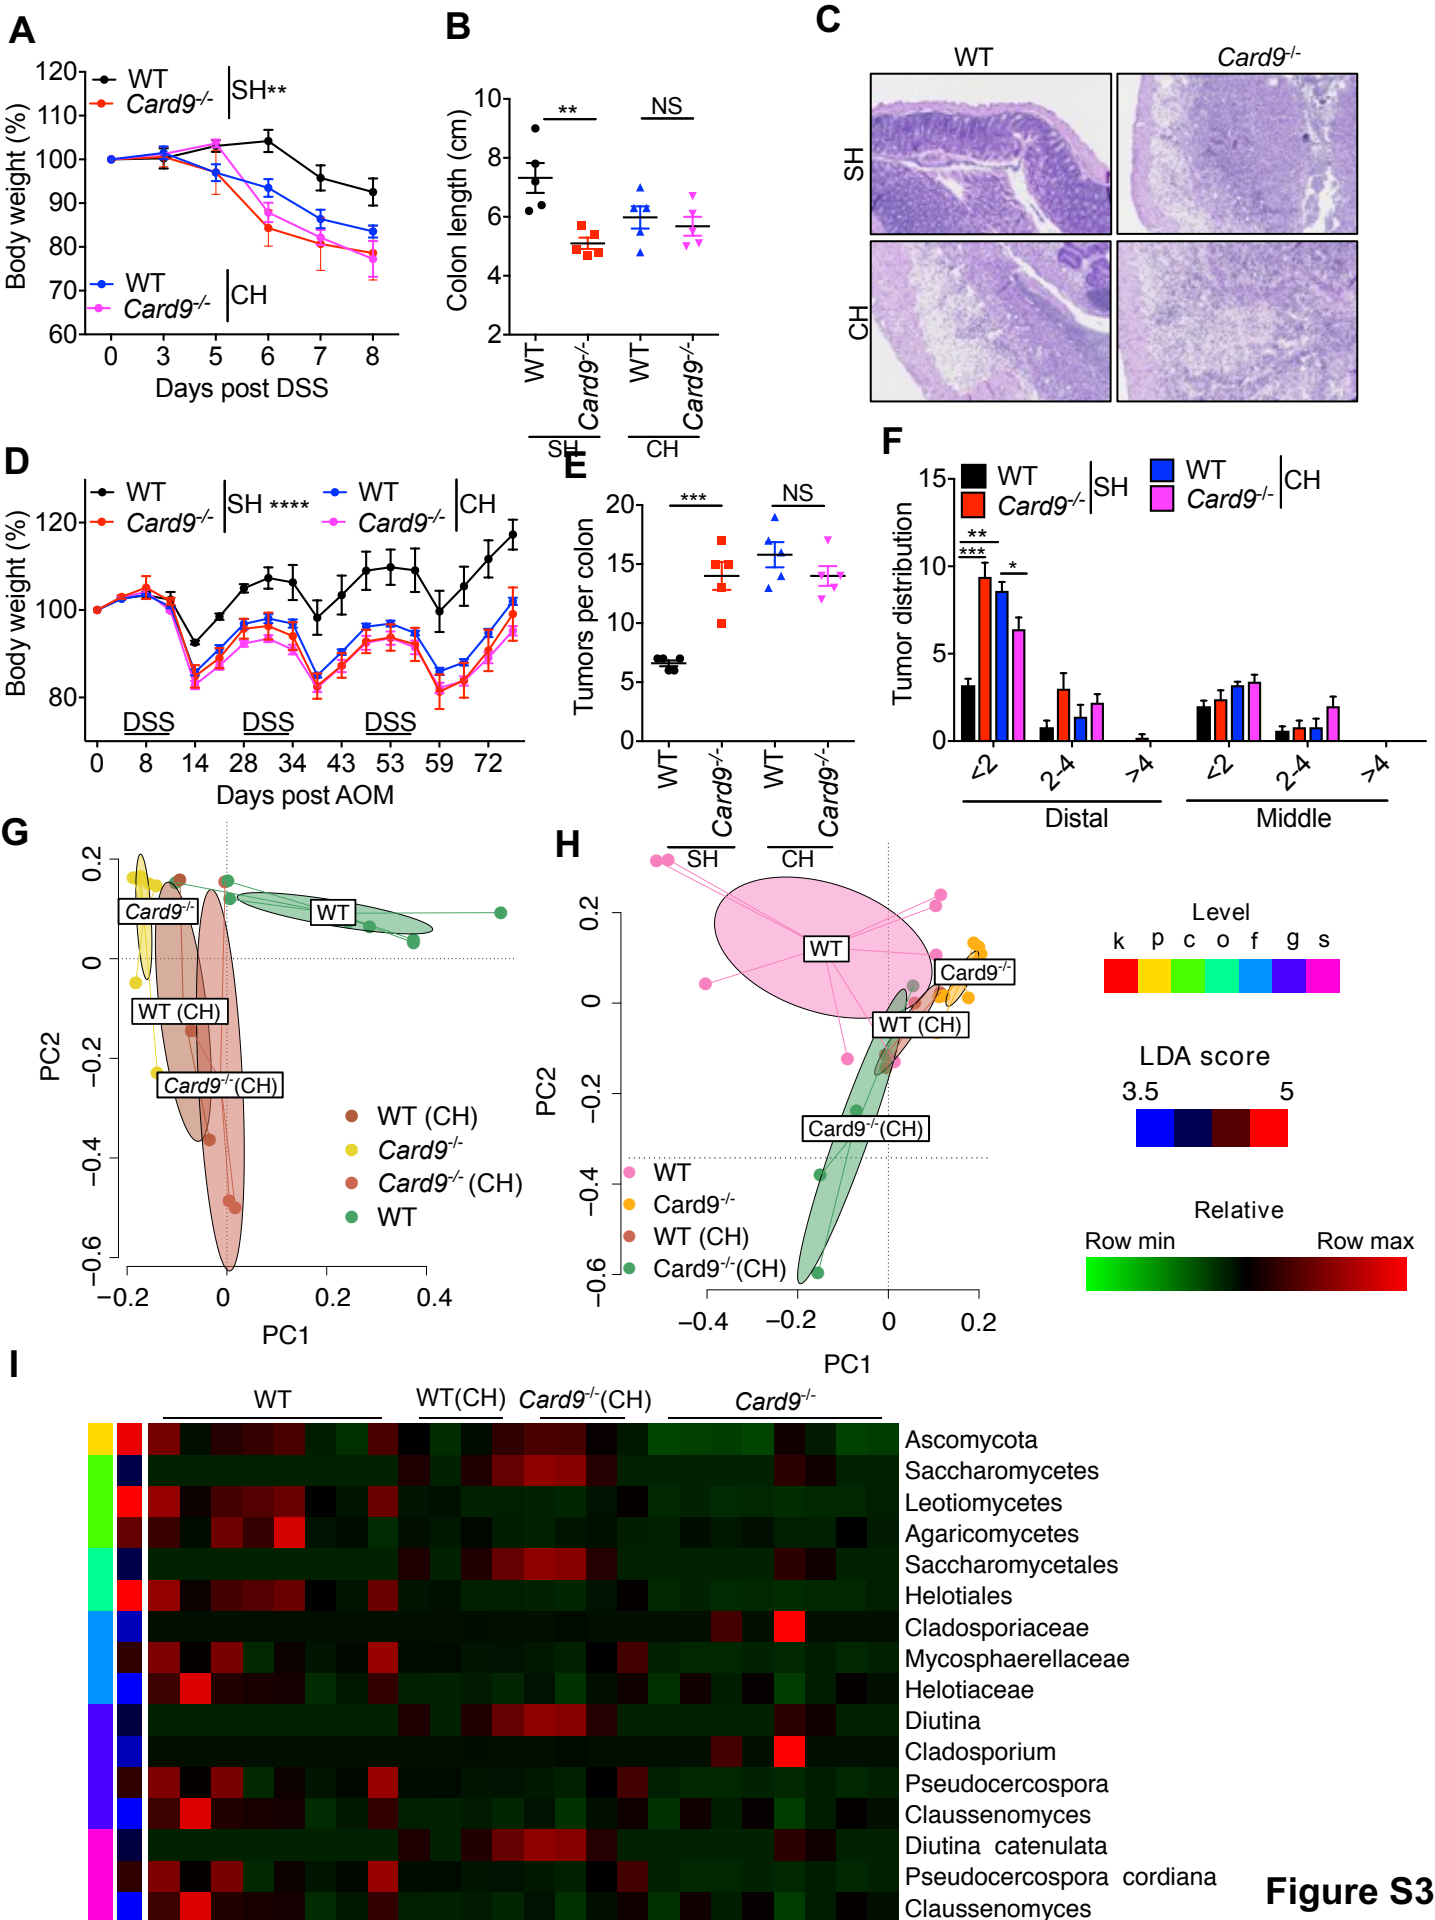 A
Body weight (%)
120
110
100
90
80
70
60
WT
Card9-/-
SH**
WT
Card9-/-
CH
0 3 5 6 7 8
Days post DSS
B
Colon length (cm)
10
8
6
4
2
** NS
WT Card9-/- WT Card9-/-
SH CH
C
WT Card9-/-
SH
CH
D
Body weight (%)
120
100
80
WT
Card9-/-
SH ****
WT
Card9-/-
CH
DSS DSS DSS
0 8 14 28 34 43 53 59 72
Days post AOM
E
Tumors per colon
20
15
10
5
0
*** NS
WT Card9-/- WT Card9-/-
SH CH
F
Tumor distribution
15
10
5
0
WT
Card9-/-
SH
WT
Card9-/-
CH
**
***
*
<2 2-4 >4 <2 2-4 >4
Distal Middle
G
PC2
0.2
0
−0.2
−0.4
−0.6
Card9-/-
WT
WT (CH)
Card9-/-(CH)
WT (CH)
Card9-/-
Card9-/- (CH)
WT
−0.2 0 0.2 0.4
PC1
H
PC2
0.2
0
−0.2
−0.4
−0.6
WT
Card9-/-
WT (CH)
Card9-/-(CH)
WT
Card9-/-
WT (CH)
Card9-/-(CH)
−0.4 −0.2 0 0.2
PC1
Level
k p c o f g s
LDA score
3.5 5
Relative
Row min Row max
I
WT WT(CH) Card9-/-(CH) Card9-/-
Ascomycota
Saccharomycetes
Leotiomycetes
Agaricomycetes
Saccharomycetales
Helotiales
Cladosporiaceae
Mycosphaerellaceae
Helotiaceae
Diutina
Cladosporium
Pseudocercospora
Claussenomyces
Diutina catenulata
Pseudocercospora cordiana
Claussenomyces
Figure S3